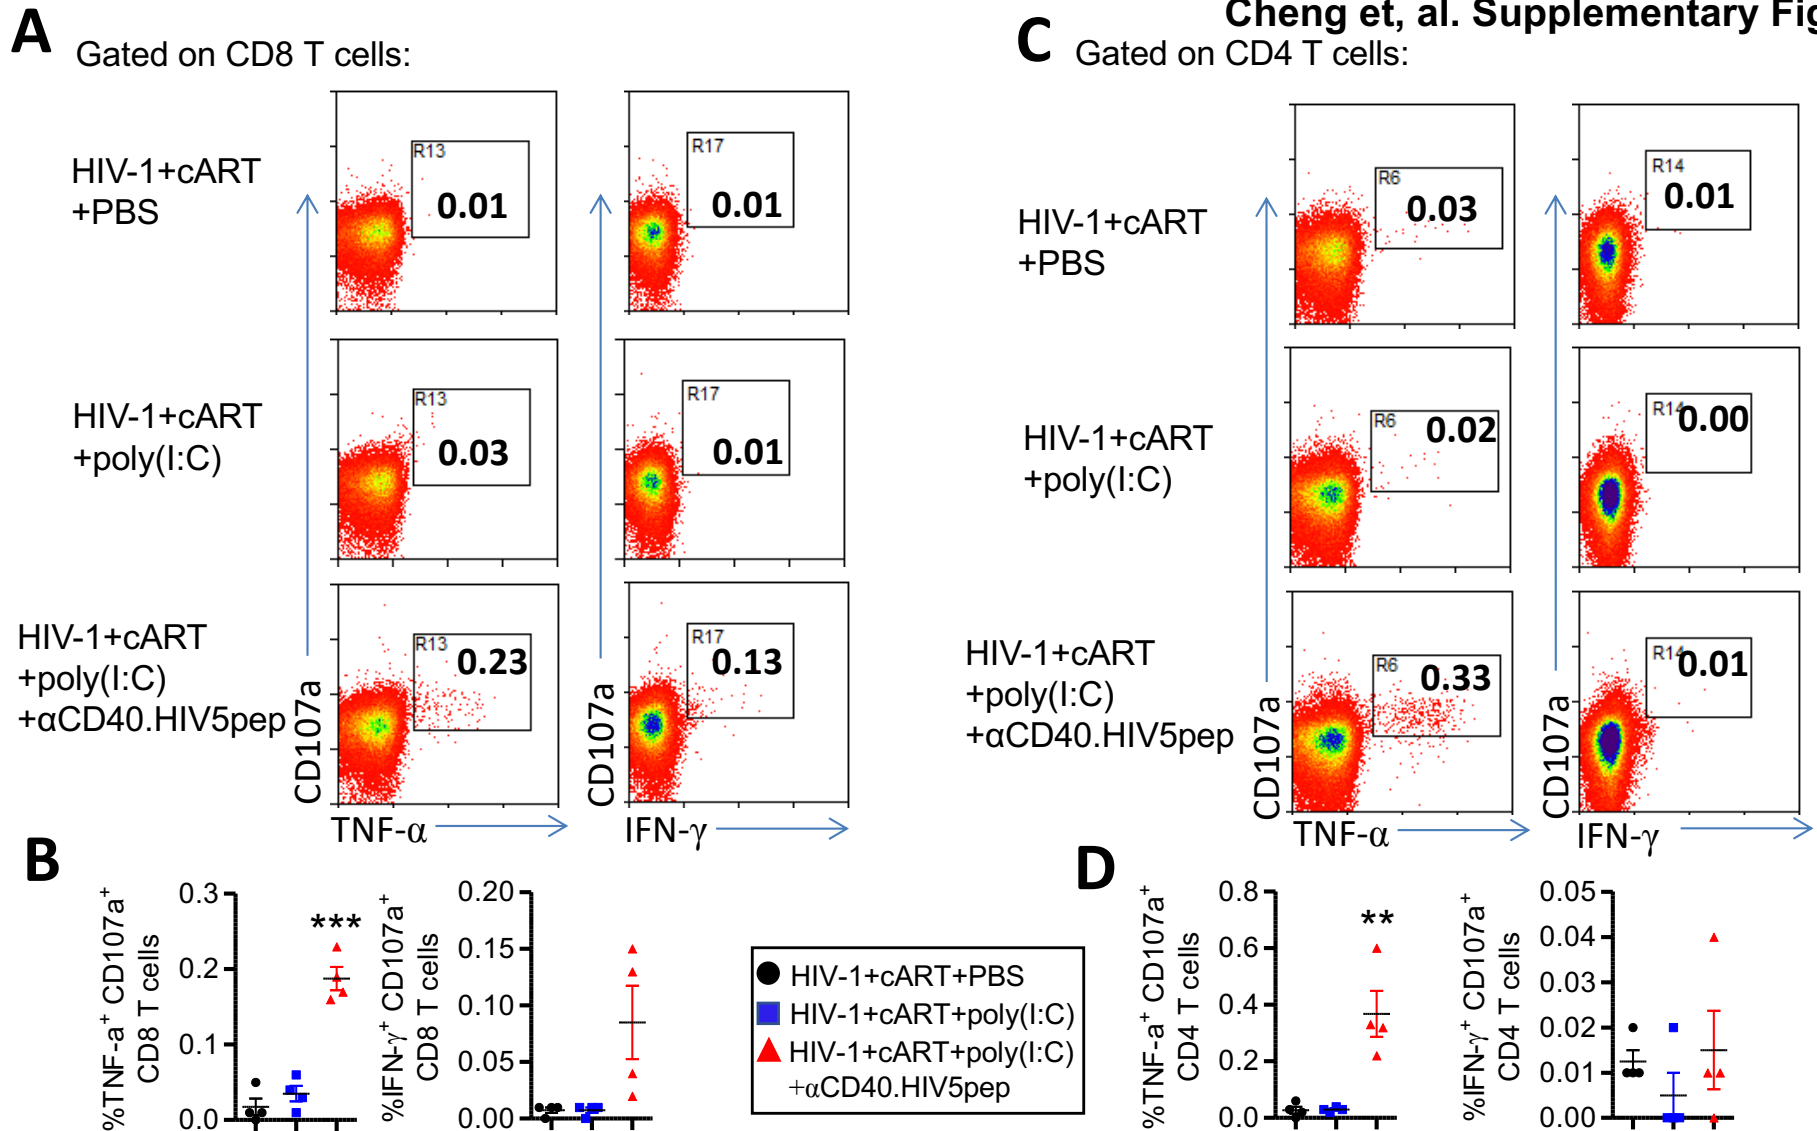 Cheng et, al. Supplementary Fig
A
Gated on CD8 T cells:
HIV-1+cART
+PBS
R13
0.01
R17
0.01
HIV-1+cART
+poly(I:C)
R13
0.03
R17
0.01
HIV-1+cART
+poly(I:C)
+αCD40.HIV5pep
R13
0.23
R17
0.13
CD107a
CD107a
TNF-α
IFN-γ
C
Gated on CD4 T cells:
HIV-1+cART
+PBS
R6
0.03
R14
0.01
HIV-1+cART
+poly(I:C)
R6
0.02
R14
0.00
HIV-1+cART
+poly(I:C)
+αCD40.HIV5pep
R6
0.33
R14
0.01
CD107a
CD107a
TNF-α
IFN-γ
B
%TNF-a+ CD107a+
CD8 T cells
0.3
0.2
0.1
0.0
***
%IFN-γ+ CD107a+
CD8 T cells
0.20
0.15
0.10
0.05
0.00
HIV-1+cART+PBS
HIV-1+cART+poly(I:C)
HIV-1+cART+poly(I:C)
+αCD40.HIV5pep
D
%TNF-a+ CD107a+
CD4 T cells
0.8
0.6
0.4
0.2
0.0
**
%IFN-γ+ CD107a+
CD4 T cells
0.05
0.04
0.03
0.02
0.01
0.00